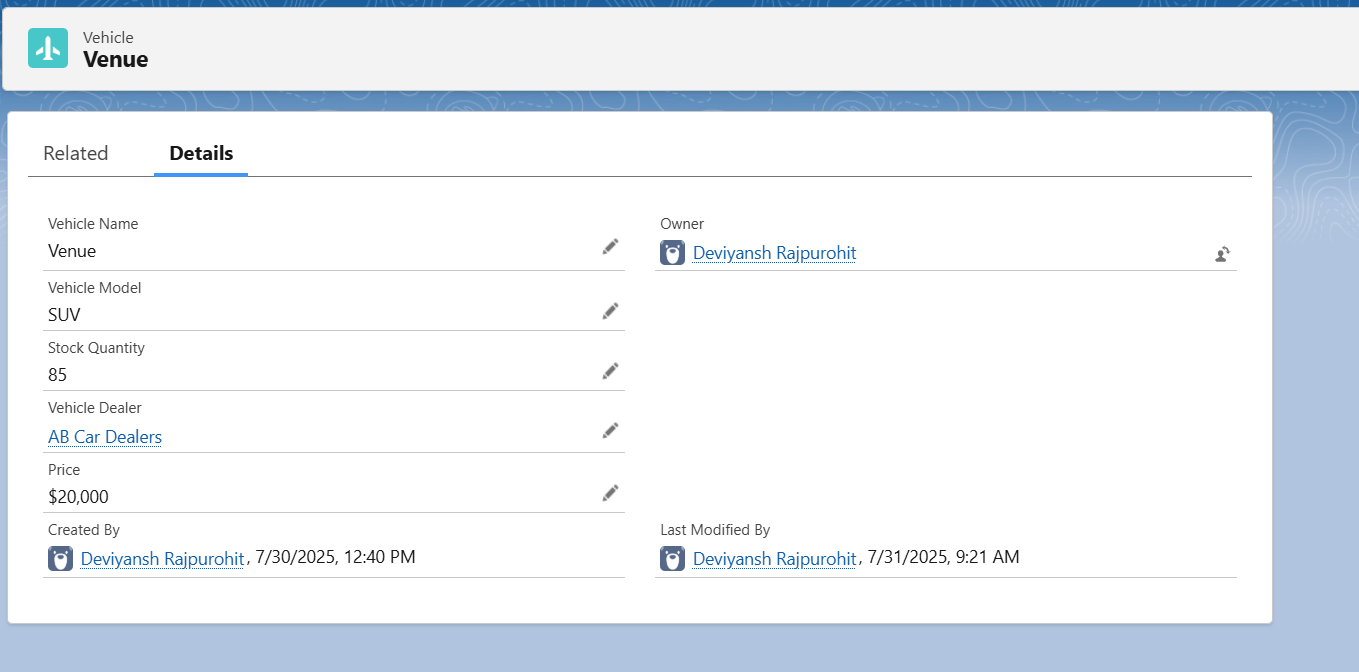 Vehicle
Venue
Related
Details
Vehicle Name
Venue
Owner
Deviyansh Rajpurohit
Vehicle Model
SUV
Stock Quantity
85
Vehicle Dealer
AB Car Dealers
Price
$20,000
Created By
Deviyansh Rajpurohit, 7/30/2025, 12:40 PM
Last Modified By
Deviyansh Rajpurohit, 7/31/2025, 9:21 AM